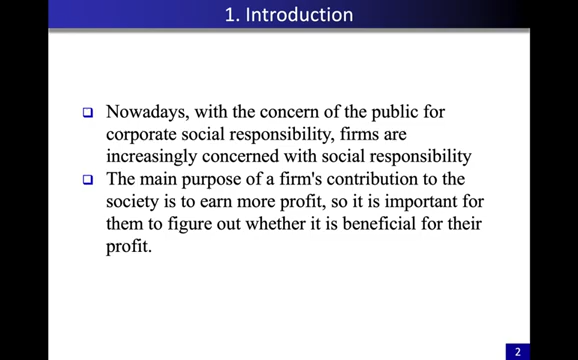 1. Introduction
Nowadays, with the concern of the public for
corporate social responsibility, firms are
increasingly concerned with social responsibility
The main purpose of a firm's contribution to the
society is to earn more profit, so it is important for
them to figure out whether it is beneficial for their
profit.
2